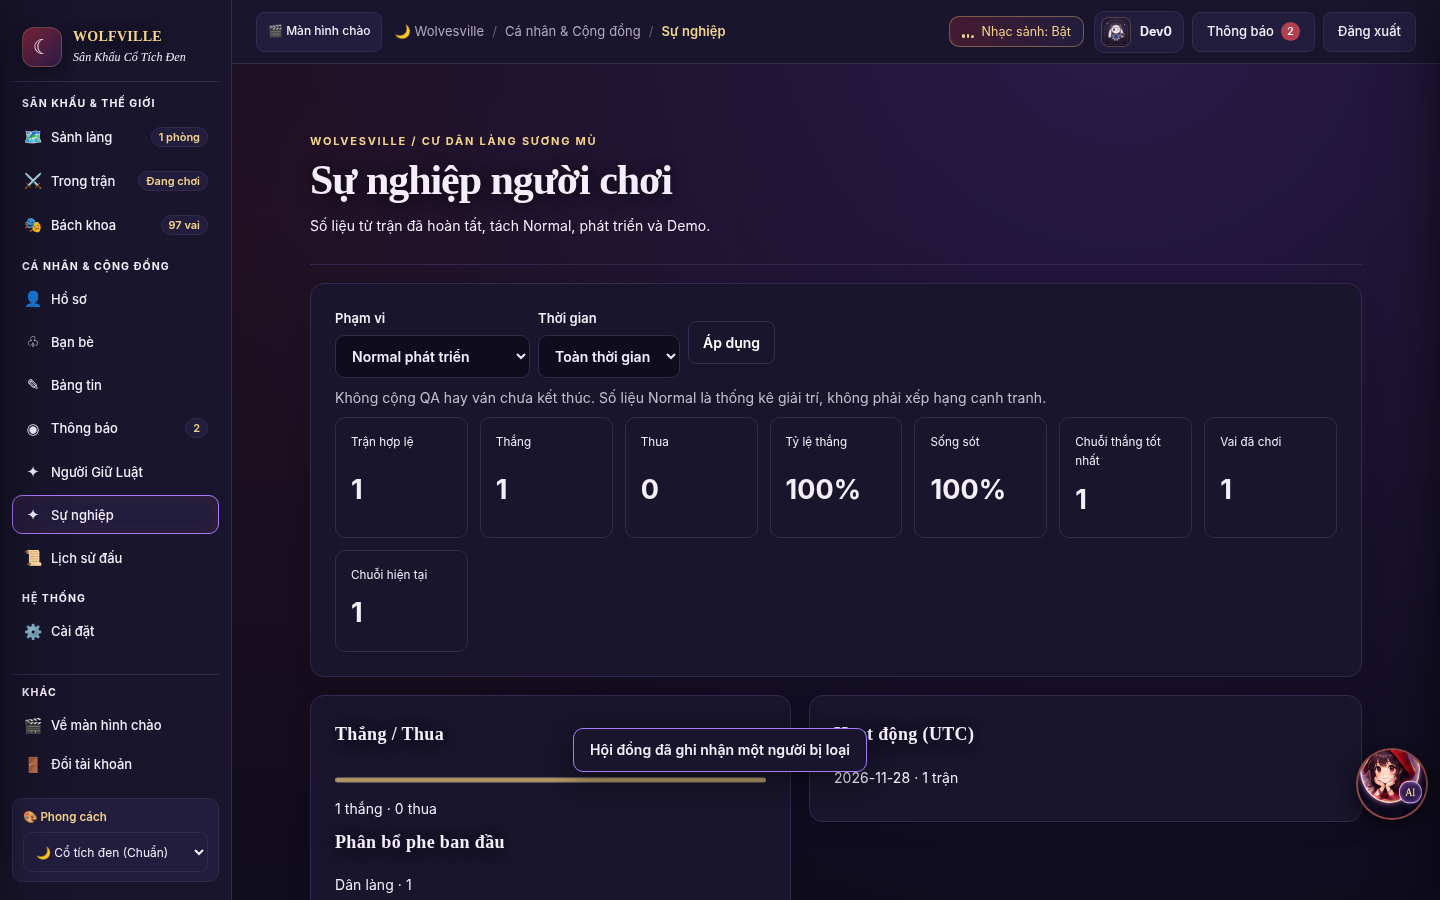 WOLFVILLE
Sân Khấu Cổ Tích Đen
SÂN KHẤU & THẾ GIỚI
Sảnh làng
1 phòng
Trong trận
Đang chơi
Bách khoa
97 vai
CÁ NHÂN & CỘNG ĐỒNG
Hồ sơ
Bạn bè
Bảng tin
Thông báo
2
Người Giữ Luật
Sự nghiệp
Lịch sử đấu
HỆ THỐNG
Cài đặt
KHÁC
Về màn hình chào
Đổi tài khoản
Phong cách
Cổ tích đen (Chuẩn)
Màn hình chào
Wolvesville / Cá nhân & Cộng đồng / Sự nghiệp
Nhạc sảnh: Bật
Dev0
Thông báo 2
Đăng xuất
WOLVESVILLE / CƯ DÂN LÀNG SƯƠNG MÙ
Sự nghiệp người chơi
Số liệu từ trận đã hoàn tất, tách Normal, phát triển và Demo.
Phạm vi
Thời gian
Normal phát triển
Toàn thời gian
Áp dụng
Không cộng QA hay ván chưa kết thúc. Số liệu Normal là thống kê giải trí, không phải xếp hạng cạnh tranh.
Trận hợp lệ
1
Thắng
1
Thua
0
Tỷ lệ thắng
100%
Sống sót
100%
Chuỗi thắng tốt
nhất
1
Vai đã chơi
1
Chuỗi hiện tại
1
Thắng / Thua
1 thắng · 0 thua
Phân bố phe ban đầu
Dân làng · 1
Hội đồng đã ghi nhận một người bị loại
động (UTC)
2026-11-28 · 1 trận
AI